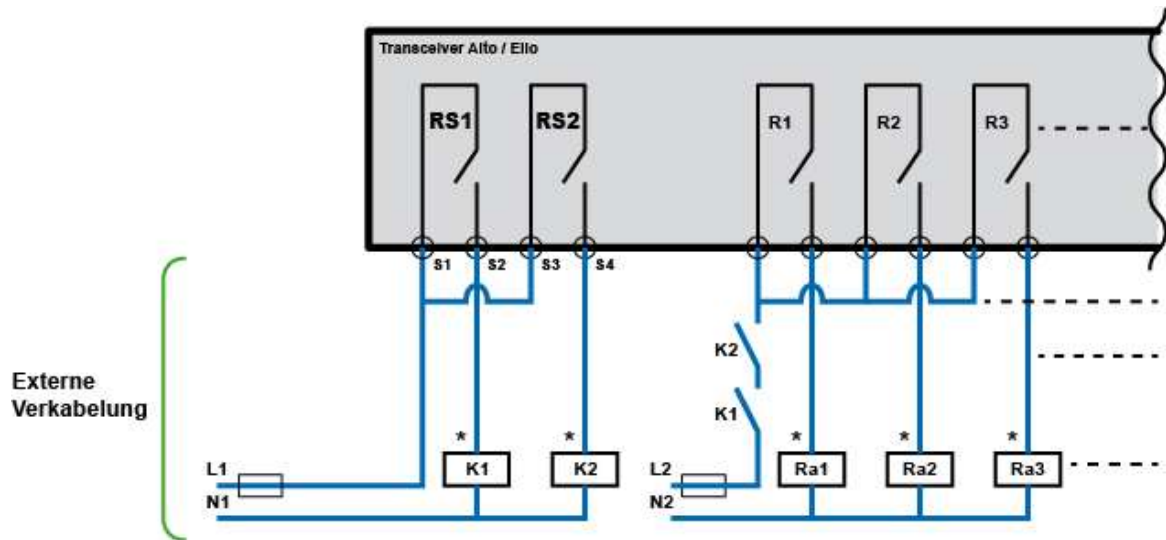 Transceiver Alto / Elio
RS1
RS2
R1
R2
R3
S1
S2
S3
S4
K2
K1
Externe
Verkabelung
* * * * *
L1
K1
K2
L2
Ra1
Ra2
Ra3
N1
N2